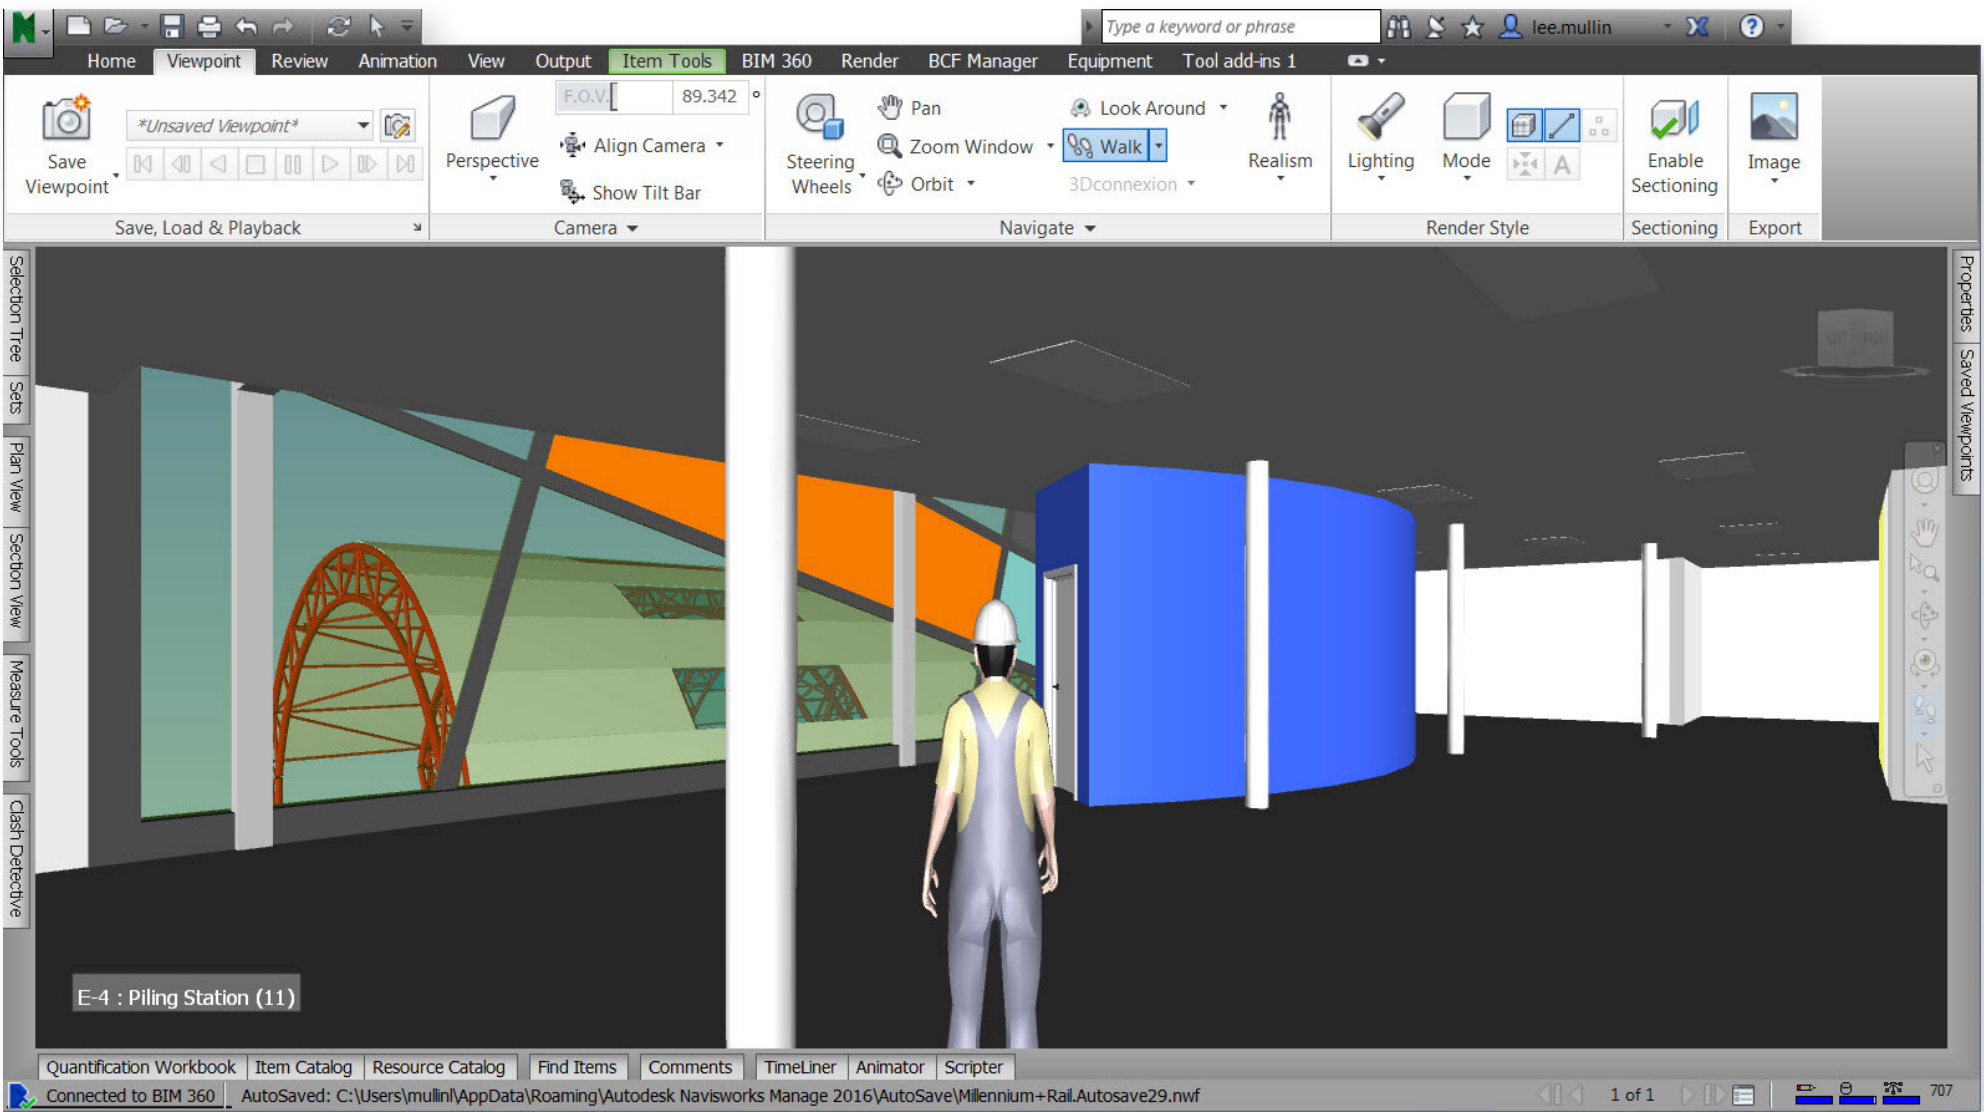 Type a keyword or phrase
lee.mullin
Home Viewpoint Review Animation View Output Item Tools BIM 360 Render BCF Manager Equipment Tool add-ins 1
Save Viewpoint
*Unsaved Viewpoint*
Save, Load & Playback
Perspective
F.O.V. 89.342 °
Align Camera
Show Tilt Bar
Camera
Steering Wheels
Pan
Zoom Window
Orbit
Look Around
Walk
3Dconnexion
Realism
Navigate
Lighting
Mode
A
Render Style
Enable Sectioning
Sectioning
Image
Export
Selection Tree
Sets
Plan View
Section View
Measure Tools
Clash Detective
LEFT FRONT
Properties
Saved Viewpoints
E-4 : Piling Station (11)
Quantification Workbook Item Catalog Resource Catalog Find Items Comments TimeLiner Animator Scripter
Connected to BIM 360 AutoSaved: C:\Users\mullinl\AppData\Roaming\Autodesk Navisworks Manage 2016\AutoSave\Millennium+Rail.Autosave29.nwf 1 of 1 707